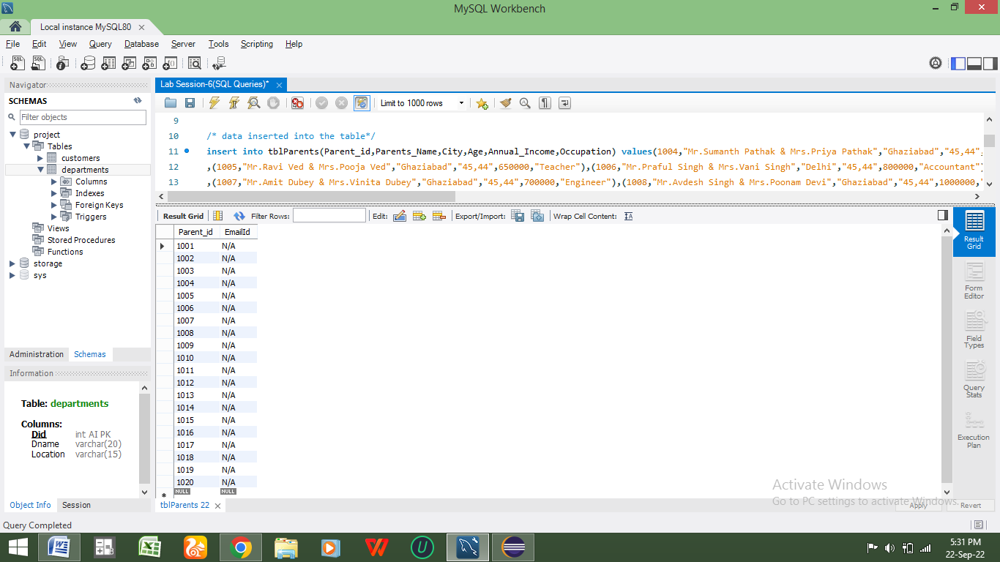 MySQL Workbench
Local instance MySQL80
File Edit View Query Database Server Tools Scripting Help
Navigator
SCHEMAS
Filter objects
project
Tables
customers
departments
Columns
Indexes
Foreign Keys
Triggers
Views
Stored Procedures
Functions
storage
sys
Administration Schemas
Information
Table: departments
Columns:
Did int AI PK
Dname varchar(20)
Location varchar(15)
Object Info Session
Lab Session-6(SQL Queries)*
Limit to 1000 rows
9
10 /* data inserted into the table*/
11 insert into tblParents(Parent_id,Parents_Name,City,Age,Annual_Income,Occupation) values(1004,"Mr.Sumanth Pathak & Mrs.Priya Pathak","Ghaziabad","45,44",
12 ,(1005,"Mr.Ravi Ved & Mrs.Pooja Ved","Ghaziabad","45,44",650000,"Teacher"),(1006,"Mr.Praful Singh & Mrs.Vani Singh","Delhi","45,44",800000,"Accountant")
13 ,(1007,"Mr.Amit Dubey & Mrs.Vinita Dubey","Ghaziabad","45,44",700000,"Engineer"),(1008,"Mr.Avdesh Singh & Mrs.Poonam Devi","Ghaziabad","45,44",1000000,"
Result Grid Filter Rows: Edit: Export/Import: Wrap Cell Content: IA
Parent_id EmailId
1001 N/A
1002 N/A
1003 N/A
1004 N/A
1005 N/A
1006 N/A
1007 N/A
1008 N/A
1009 N/A
1010 N/A
1011 N/A
1012 N/A
1013 N/A
1014 N/A
1015 N/A
1016 N/A
1017 N/A
1018 N/A
1019 N/A
1020 N/A
NULL NULL
tblParents 22
Result
Grid
Form
Editor
Field
Types
Query
Stats
Execution
Plan
Activate Windows
Go to PC settings to activate Windows.
Apply Revert
Query Completed
5:31 PM
22-Sep-22